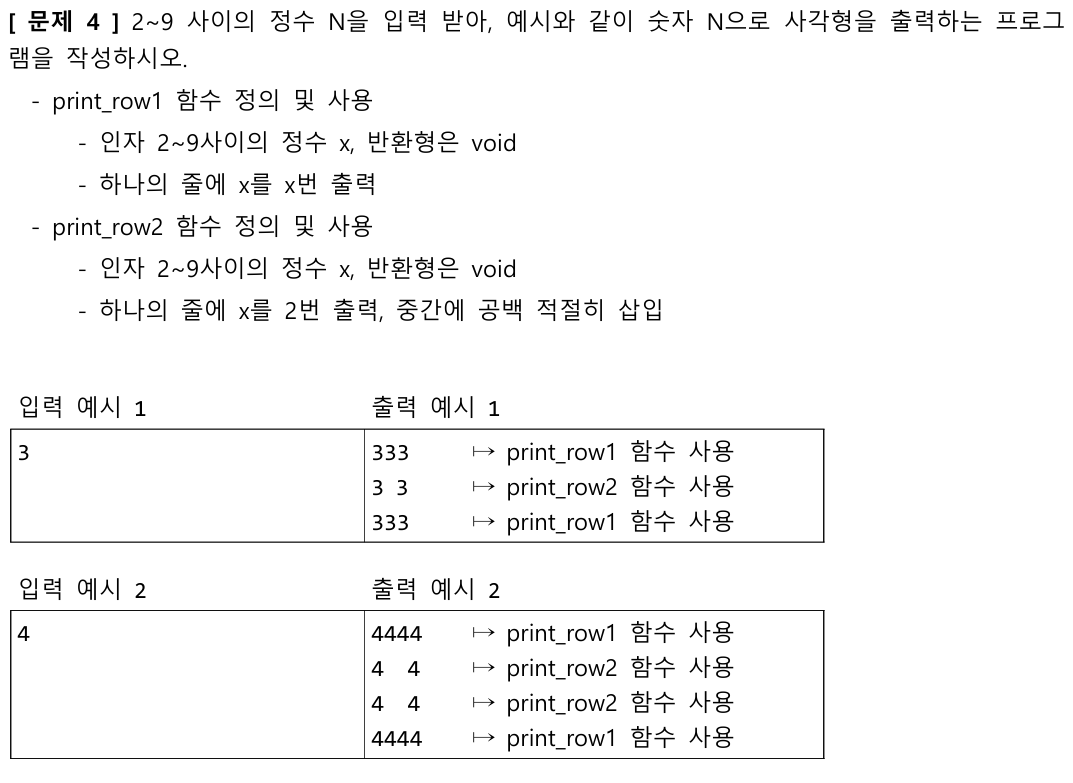 [ 문제 4 ] 2~9 사이의 정수 N을 입력 받아, 예시와 같이 숫자 N으로 사각형을 출력하는 프로그
램을 작성하시오.
- print_row1 함수 정의 및 사용
- 인자 2~9사이의 정수 x, 반환형은 void
- 하나의 줄에 x를 x번 출력
- print_row2 함수 정의 및 사용
- 인자 2~9사이의 정수 x, 반환형은 void
- 하나의 줄에 x를 2번 출력, 중간에 공백 적절히 삽입
입력 예시 1 출력 예시 1
3 333 ↦ print_row1 함수 사용
3 3 ↦ print_row2 함수 사용
333 ↦ print_row1 함수 사용
입력 예시 2 출력 예시 2
4 4444 ↦ print_row1 함수 사용
4  4 ↦ print_row2 함수 사용
4  4 ↦ print_row2 함수 사용
4444 ↦ print_row1 함수 사용